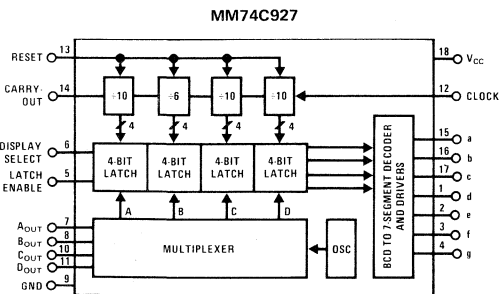 MM74C927
RESET 13
18 VCC
CARRY-OUT 14
÷10 ÷6 ÷10 ÷10
12 CLOCK
4 4 4 4
DISPLAY SELECT 6
LATCH ENABLE 5
4-BIT LATCH 4-BIT LATCH 4-BIT LATCH 4-BIT LATCH
BCD TO 7-SEGMENT DECODER AND DRIVERS
15 a
16 b
17 c
1 d
2 e
3 f
4 g
A B C D
AOUT 7
BOUT 8
COUT 10
DOUT 11
MULTIPLEXER
OSC
GND 9